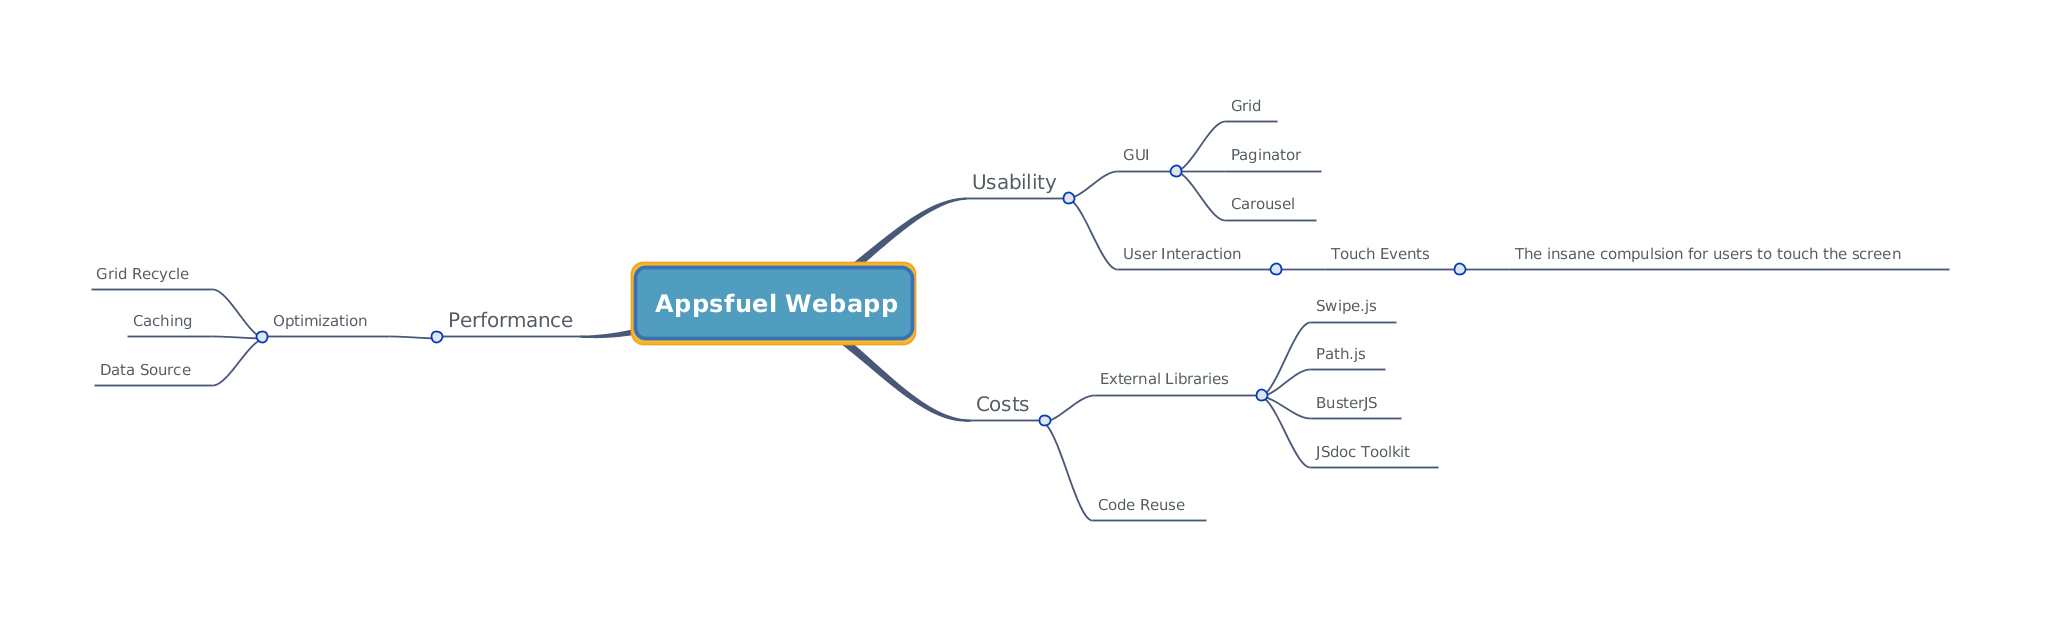 Appsfuel Webapp
Usability
GUI
Grid
Paginator
Carousel
User Interaction
Touch Events
The insane compulsion for users to touch the screen
Costs
External Libraries
Swipe.js
Path.js
BusterJS
JSdoc Toolkit
Code Reuse
Performance
Optimization
Grid Recycle
Caching
Data Source